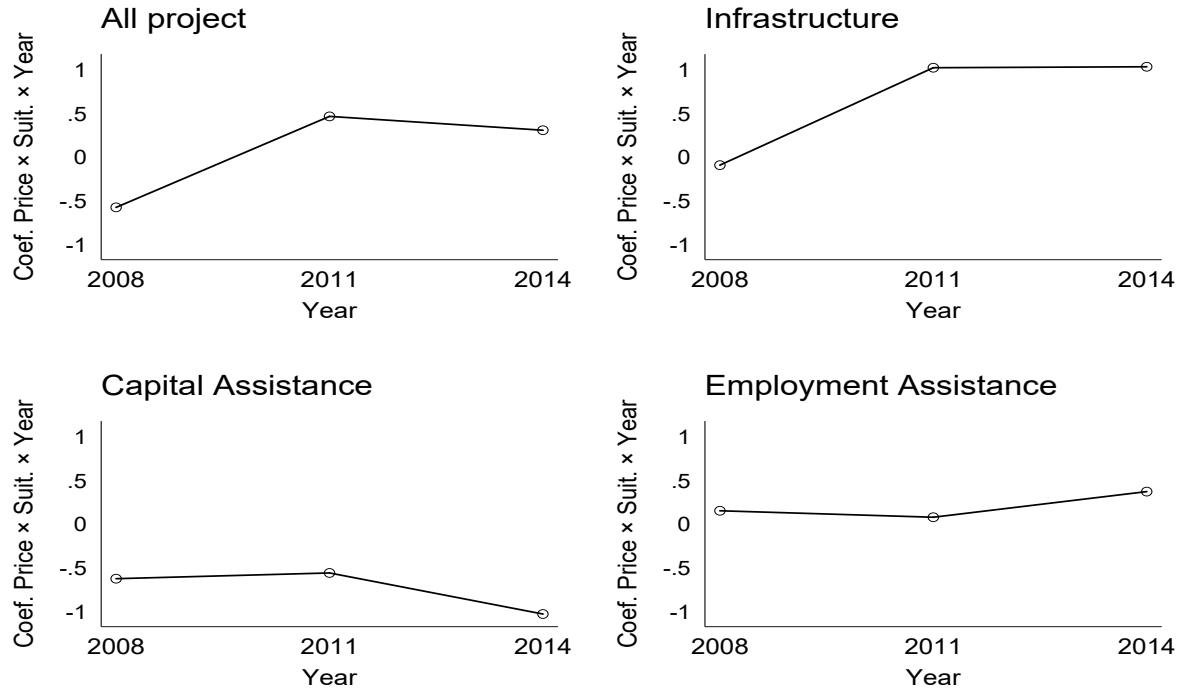 All project
Coef. Price × Suit. × Year
1
.5
0
-.5
-1
2008 2011 2014
Year
Infrastructure
Coef. Price × Suit. × Year
1
.5
0
-.5
-1
2008 2011 2014
Year
Capital Assistance
Coef. Price × Suit. × Year
1
.5
0
-.5
-1
2008 2011 2014
Year
Employment Assistance
Coef. Price × Suit. × Year
1
.5
0
-.5
-1
2008 2011 2014
Year